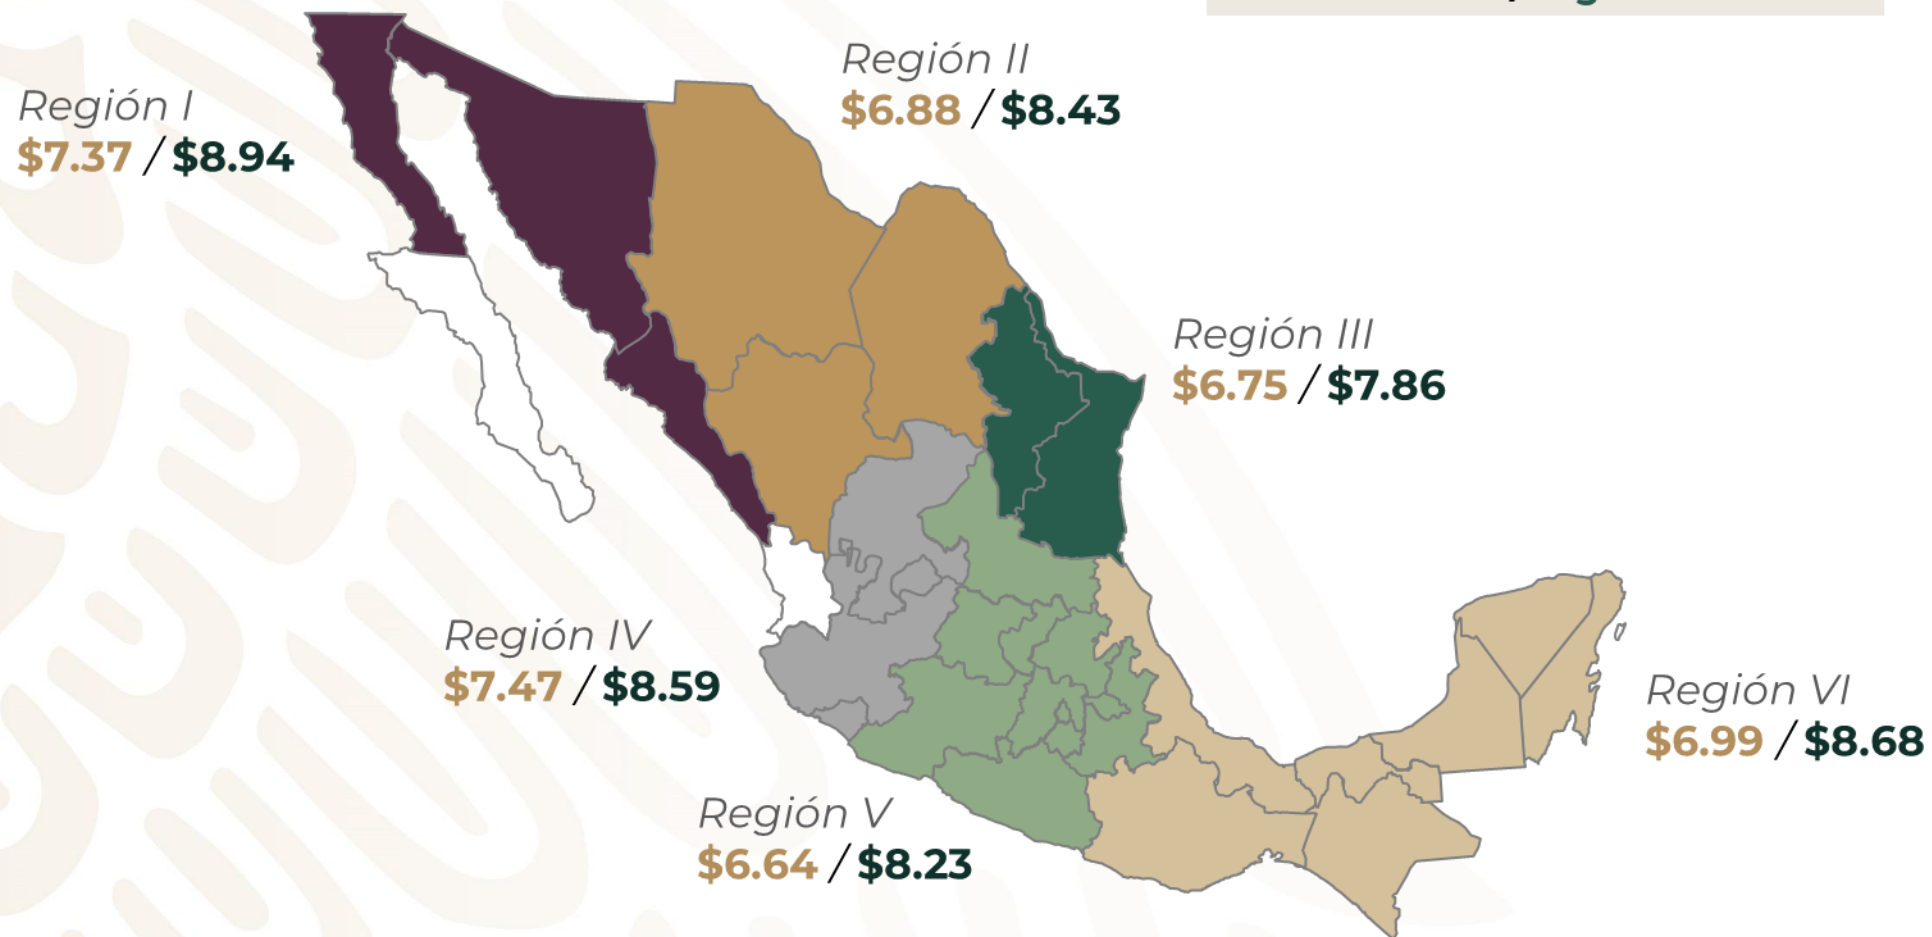 Región I
$7.37 / $8.94
Región II
$6.88 / $8.43
Región III
$6.75 / $7.86
Región IV
$7.47 / $8.59
Región V
$6.64 / $8.23
Región VI
$6.99 / $8.68